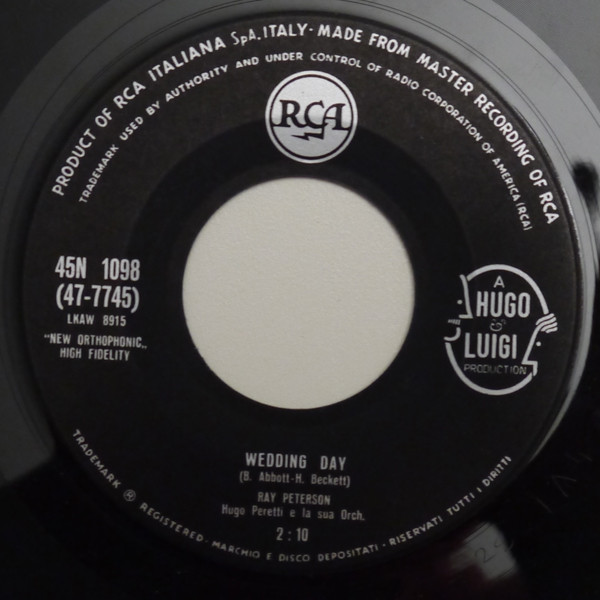 PRODUCT OF RCA ITALIANA SpA. ITALY - MADE FROM MASTER RECORDING OF RCA
TRADEMARK USED BY AUTHORITY AND UNDER CONTROL OF RADIO CORPORATION OF AMERICA (RCA)
RCA
45N 1098
(47-7745)
LKAW 8915
"NEW ORTHOPHONIC„
HIGH FIDELITY
A
HUGO
&
LUIGI
PRODUCTION
WEDDING DAY
(B. Abbott-H. Beckett)
RAY PETERSON
Hugo Peretti e la sua Orch.
2:10
TRADEMARK ® REGISTERED - MARCHIO E DISCO DEPOSITATI - RISERVATI TUTTI I DIRITTI